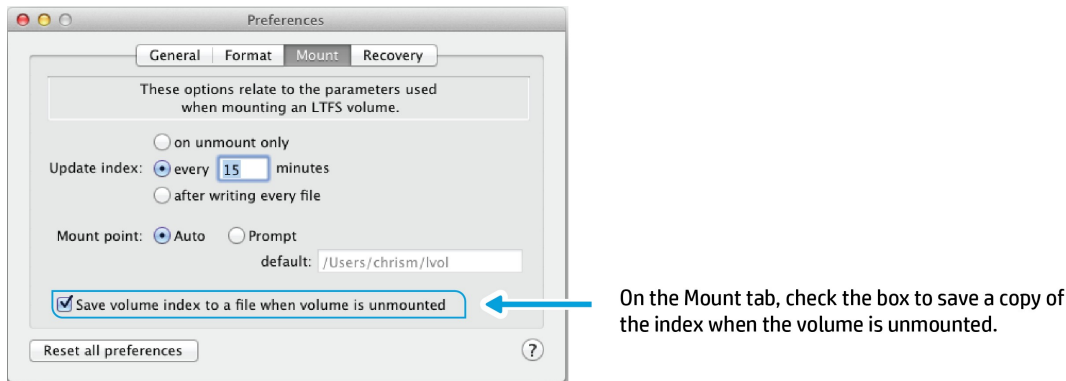 Preferences
General Format Mount Recovery
These options relate to the parameters used
when mounting an LTFS volume.
on unmount only
Update index: every 15 minutes
after writing every file
Mount point: Auto Prompt
default: /Users/chrism/lvol
Save volume index to a file when volume is unmounted
On the Mount tab, check the box to save a copy of
the index when the volume is unmounted.
Reset all preferences ?